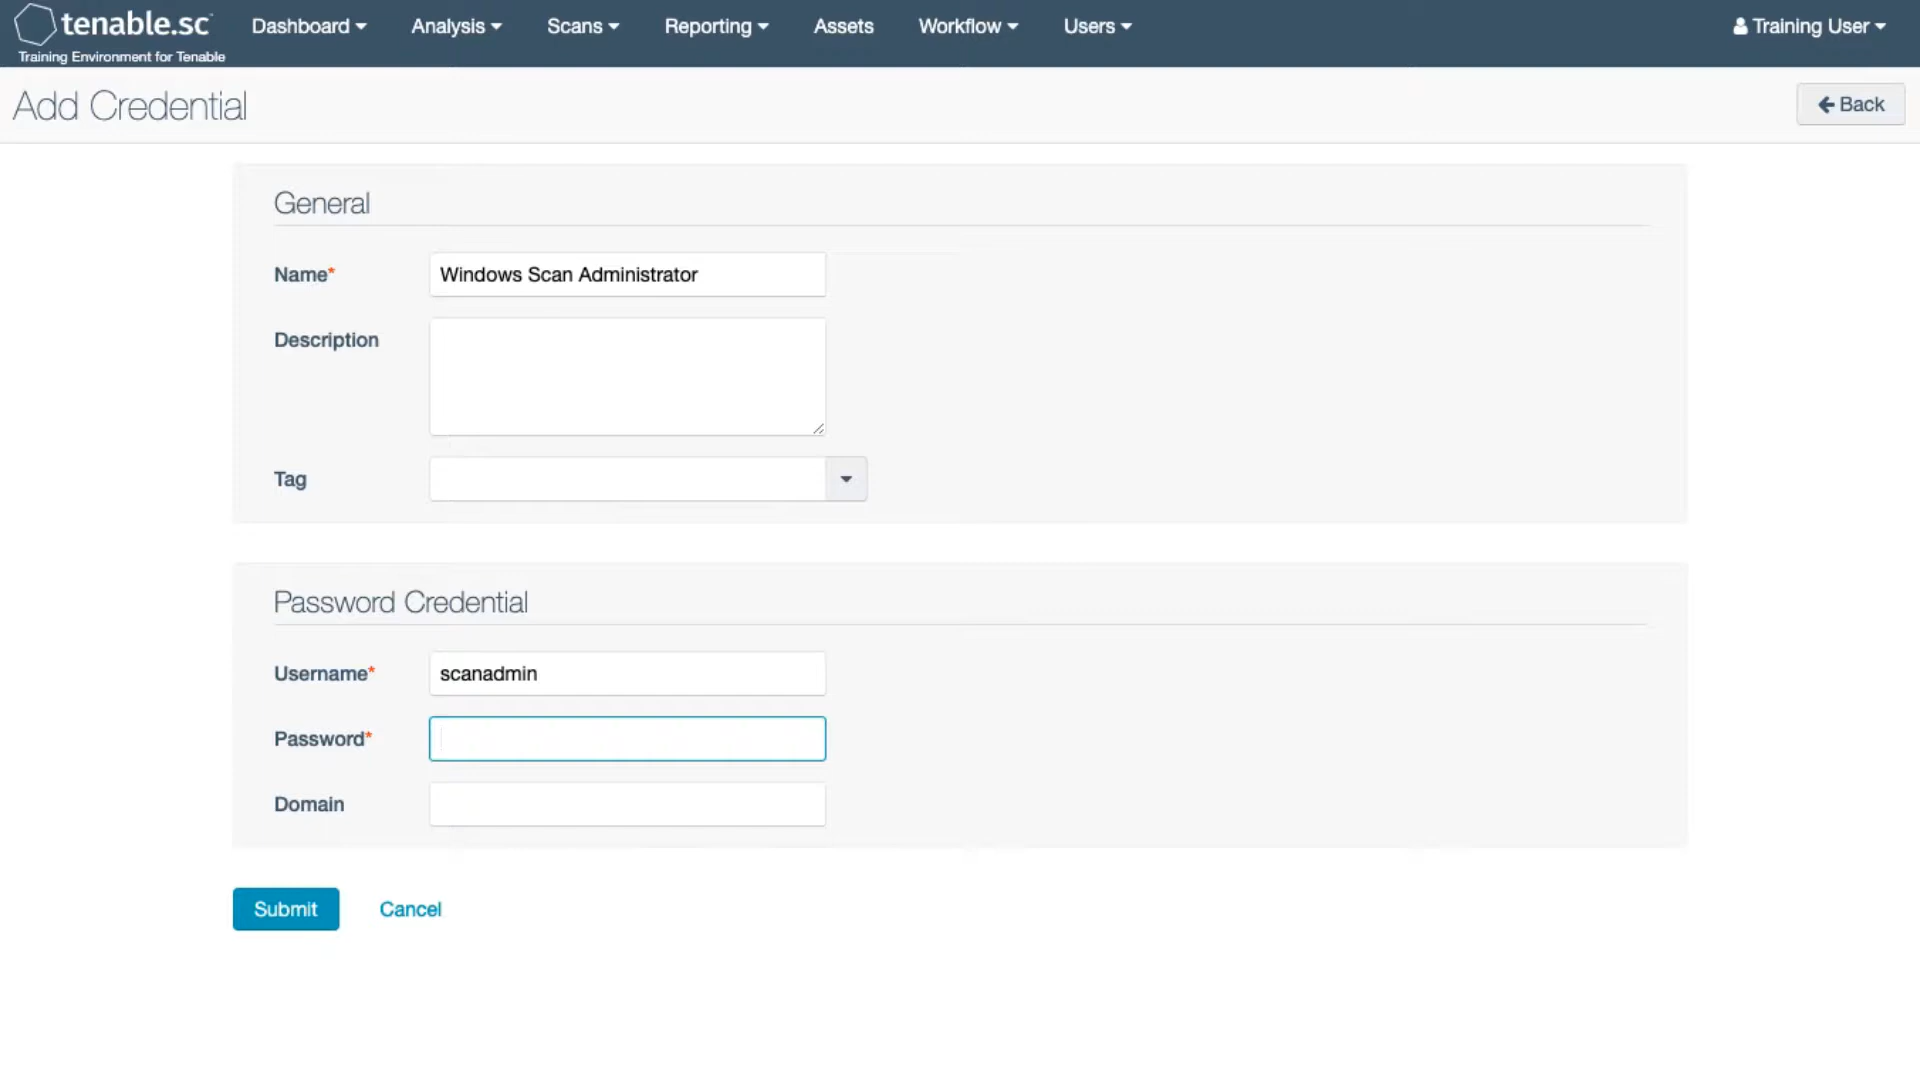 tenable.sc
Training Environment for Tenable
Dashboard
Analysis
Scans
Reporting
Assets
Workflow
Users
Training User
Add Credential
Back
General
Name*
Windows Scan Administrator
Description
Tag
Password Credential
Username*
scanadmin
Password*
Domain
Submit
Cancel